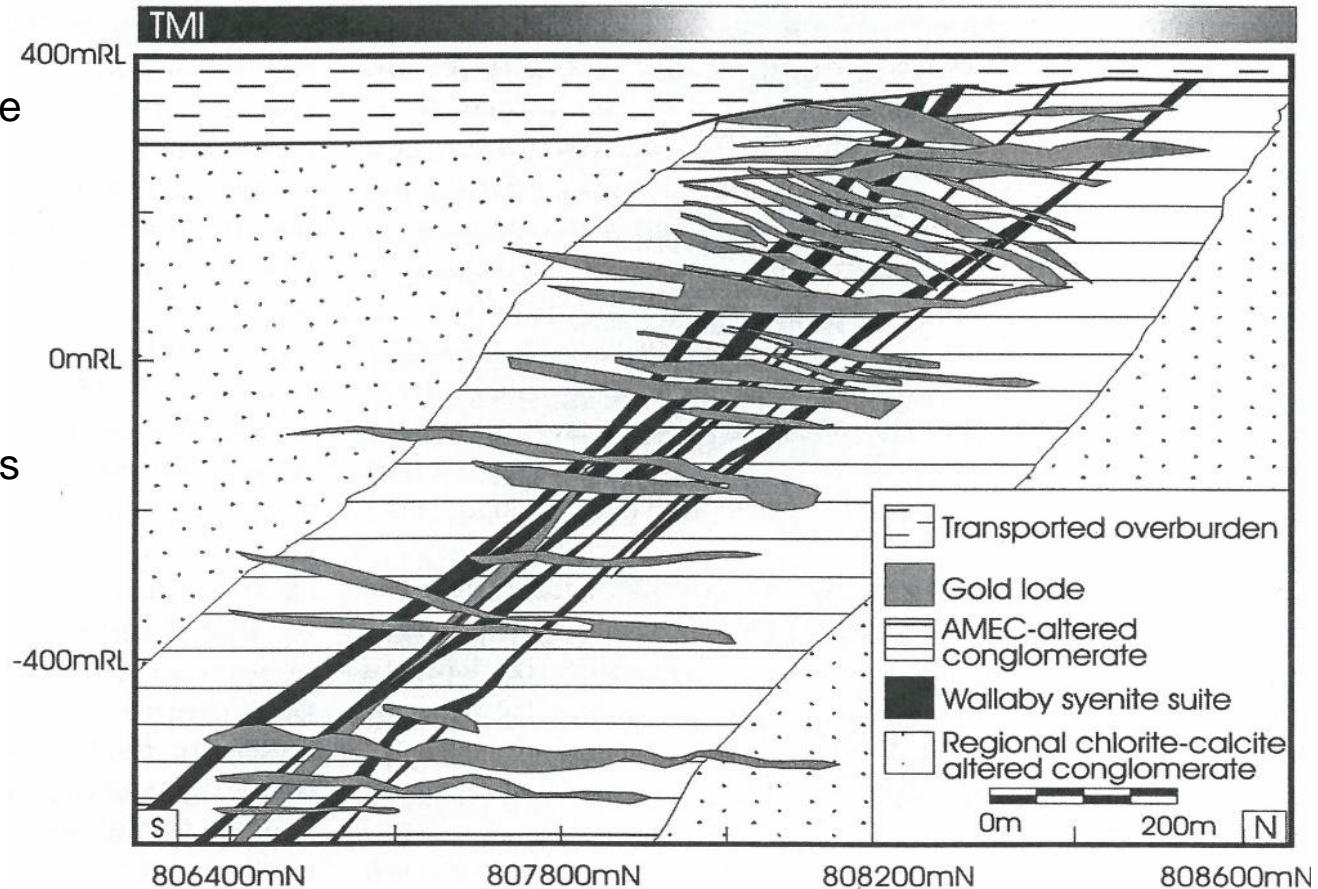 TMI
400mRL
e
0mRL
s
-400mRL
Transported overburden
Gold lode
AMEC-altered
conglomerate
Wallaby syenite suite
Regional chlorite-calcite
altered conglomerate
0m 200m
S N
806400mN 807800mN 808200mN 808600mN